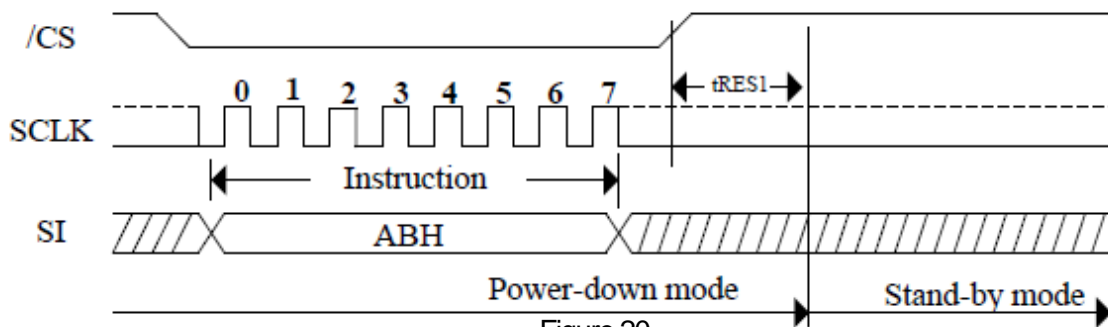 /CS
tRES1
0 1 2 3 4 5 6 7
SCLK
Instruction
SI
ABH
Power-down mode
Stand-by mode